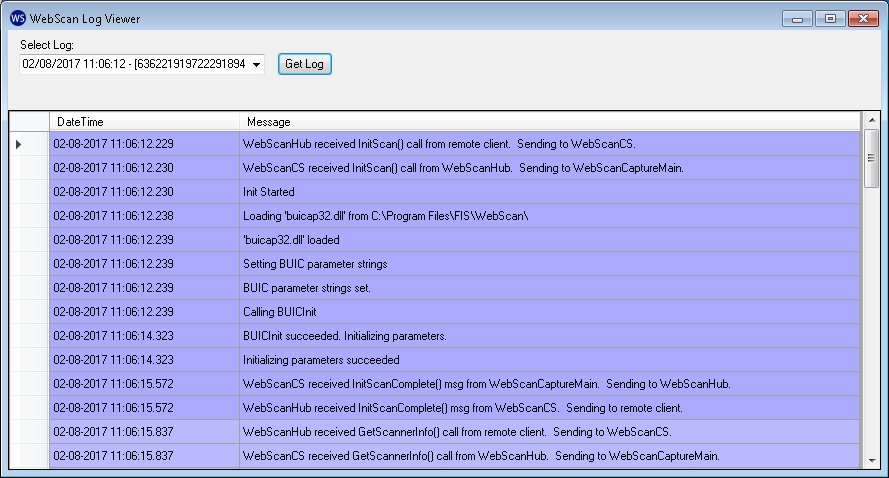 WS WebScan Log Viewer
Select Log:
02/08/2017 11:06:12 - [636221919722291894 Get Log
DateTime Message
02-08-2017 11:06:12.229 WebScanHub received InitScan() call from remote client.  Sending to WebScanCS.
02-08-2017 11:06:12.230 WebScanCS received InitScan() call from WebScanHub.  Sending to WebScanCaptureMain.
02-08-2017 11:06:12.230 Init Started
02-08-2017 11:06:12.238 Loading 'buicap32.dll' from C:\Program Files\FIS\WebScan\
02-08-2017 11:06:12.239 'buicap32.dll' loaded
02-08-2017 11:06:12.239 Setting BUIC parameter strings
02-08-2017 11:06:12.239 BUIC parameter strings set.
02-08-2017 11:06:12.239 Calling BUICInit
02-08-2017 11:06:14.323 BUICInit succeeded. Initializing parameters.
02-08-2017 11:06:14.323 Initializing parameters succeeded
02-08-2017 11:06:15.572 WebScanCS received InitScanComplete() msg from WebScanCaptureMain.  Sending to WebScanHub.
02-08-2017 11:06:15.572 WebScanHub received InitScanComplete() msg from WebScanCS.  Sending to remote client.
02-08-2017 11:06:15.837 WebScanHub received GetScannerInfo() call from remote client.  Sending to WebScanCS.
02-08-2017 11:06:15.837 WebScanCS received GetScannerInfo() call from WebScanHub.  Sending to WebScanCaptureMain.